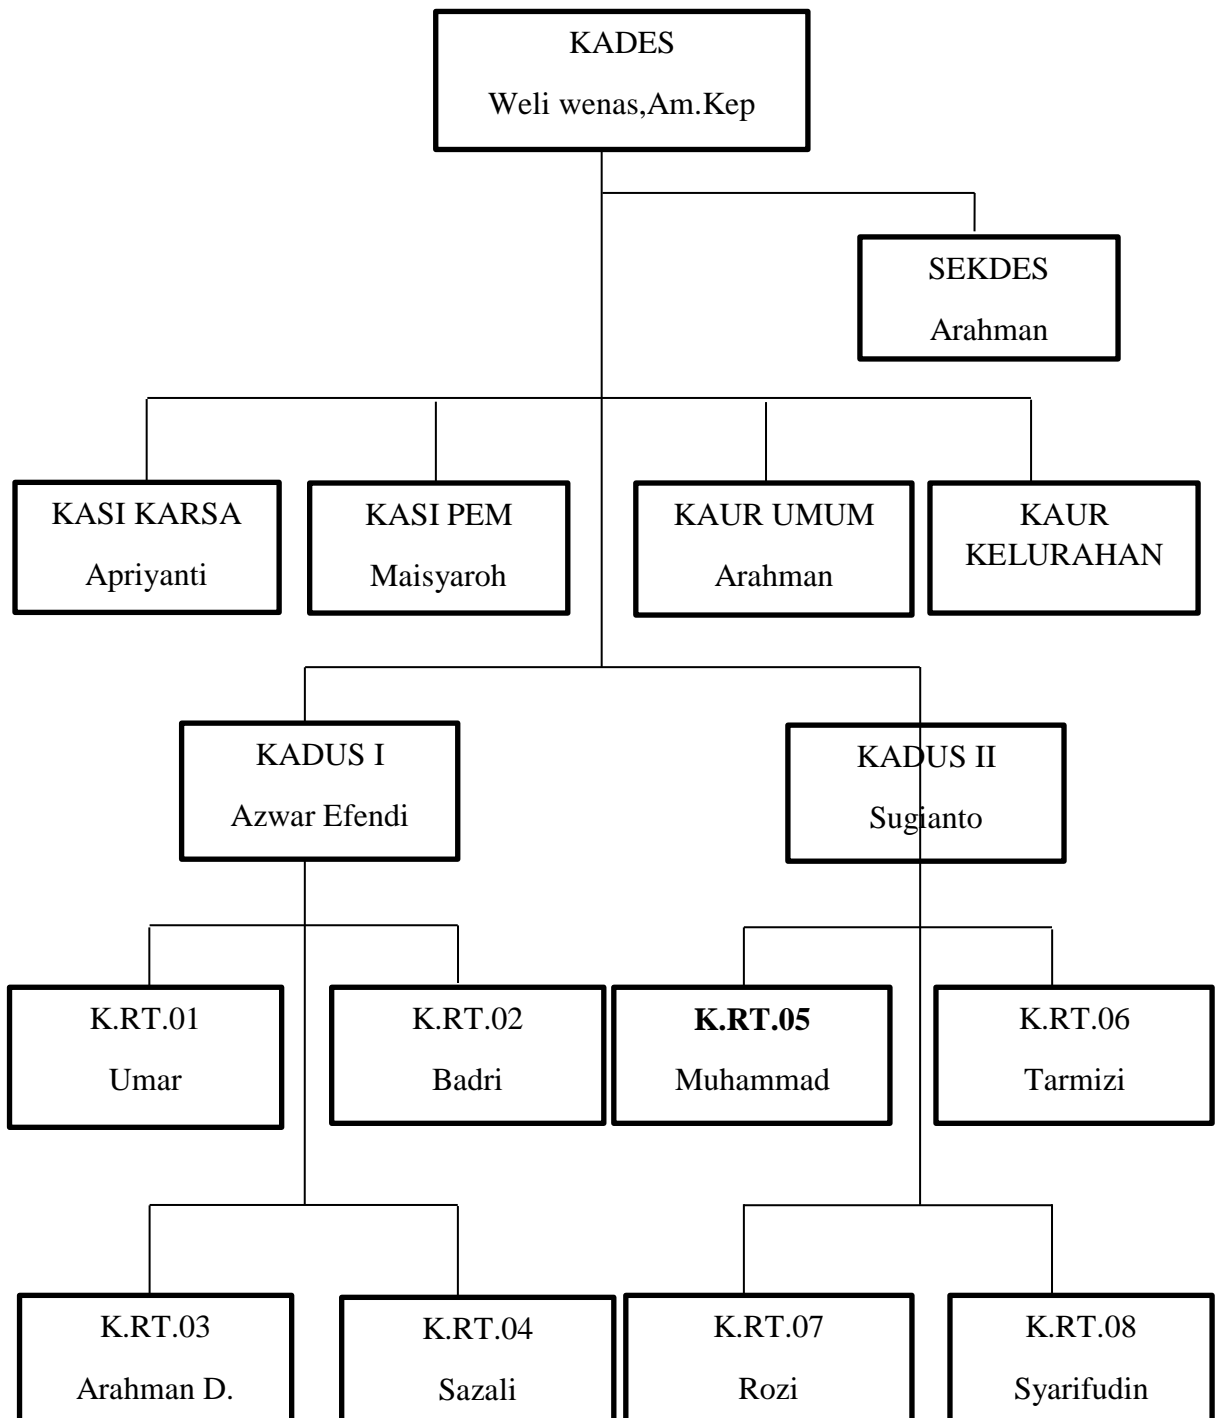 KADES
Weli wenas,Am.Kep
SEKDES
Arahman
KASI KARSA
Apriyanti
KASI PEM
Maisyaroh
KAUR UMUM
Arahman
KAUR
KELURAHAN
KADUS I
Azwar Efendi
KADUS II
Sugianto
K.RT.01
Umar
K.RT.02
Badri
K.RT.05
Muhammad
K.RT.06
Tarmizi
K.RT.03
Arahman D.
K.RT.04
Sazali
K.RT.07
Rozi
K.RT.08
Syarifudin